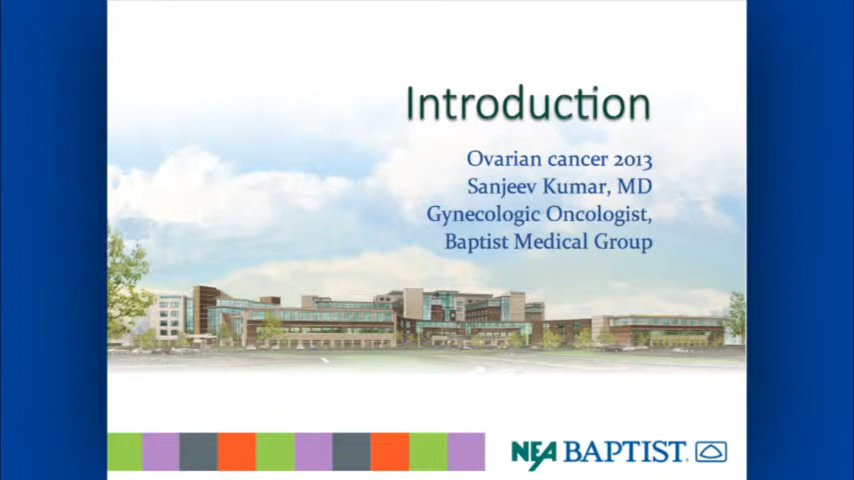 Introduction
Ovarian cancer 2013
Sanjeev Kumar, MD
Gynecologic Oncologist,
Baptist Medical Group
NEA BAPTIST